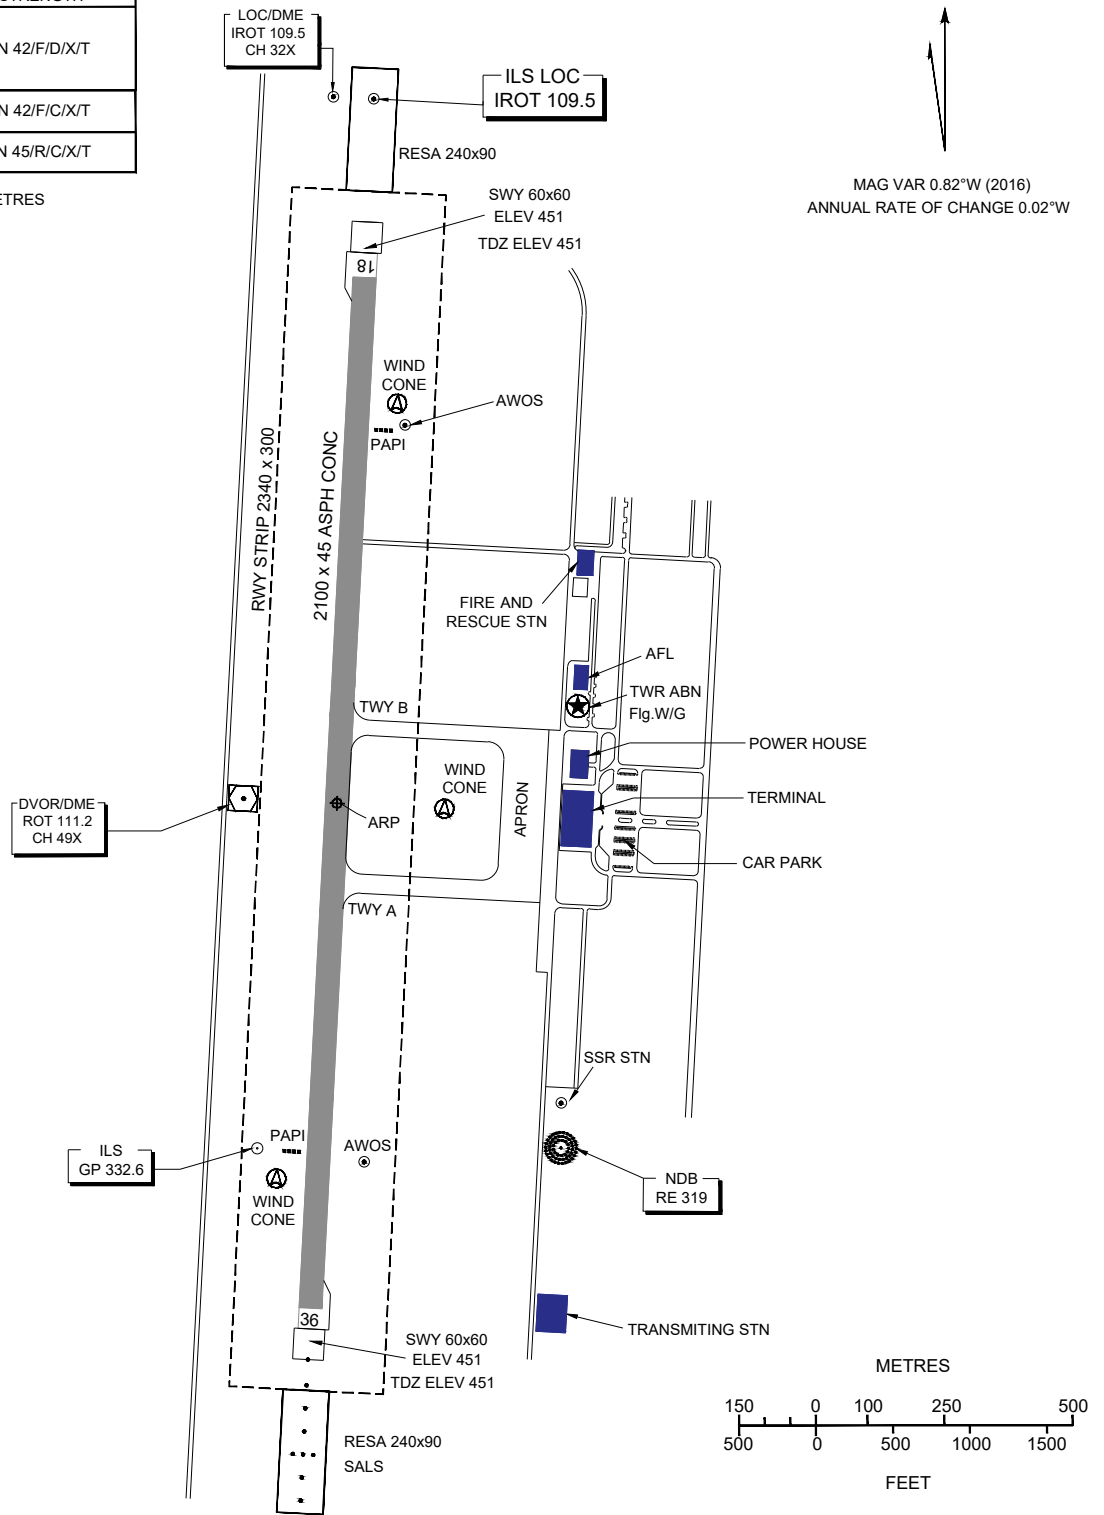 N 42/F/D/X/T
N 42/F/C/X/T
N 45/R/C/X/T
ETRES
LOC/DME
IROT 109.5
CH 32X
ILS LOC
IROT 109.5
RESA 240x90
MAG VAR 0.82°W (2016)
ANNUAL RATE OF CHANGE 0.02°W
SWY 60x60
ELEV 451
TDZ ELEV 451
18
WIND
CONE
AWOS
PAPI
RWY STRIP 2340 x 300
2100 x 45 ASPH CONC
FIRE AND
RESCUE STN
AFL
TWR ABN
Flg.W/G
TWY B
POWER HOUSE
WIND
CONE
APRON
TERMINAL
DVOR/DME
ROT 111.2
CH 49X
ARP
CAR PARK
TWY A
SSR STN
PAPI
AWOS
ILS
GP 332.6
WIND
CONE
NDB
RE 319
36
TRANSMITING STN
SWY 60x60
ELEV 451
TDZ ELEV 451
RESA 240x90
SALS
METRES
150 0 100 250 500
500 0 500 1000 1500
FEET